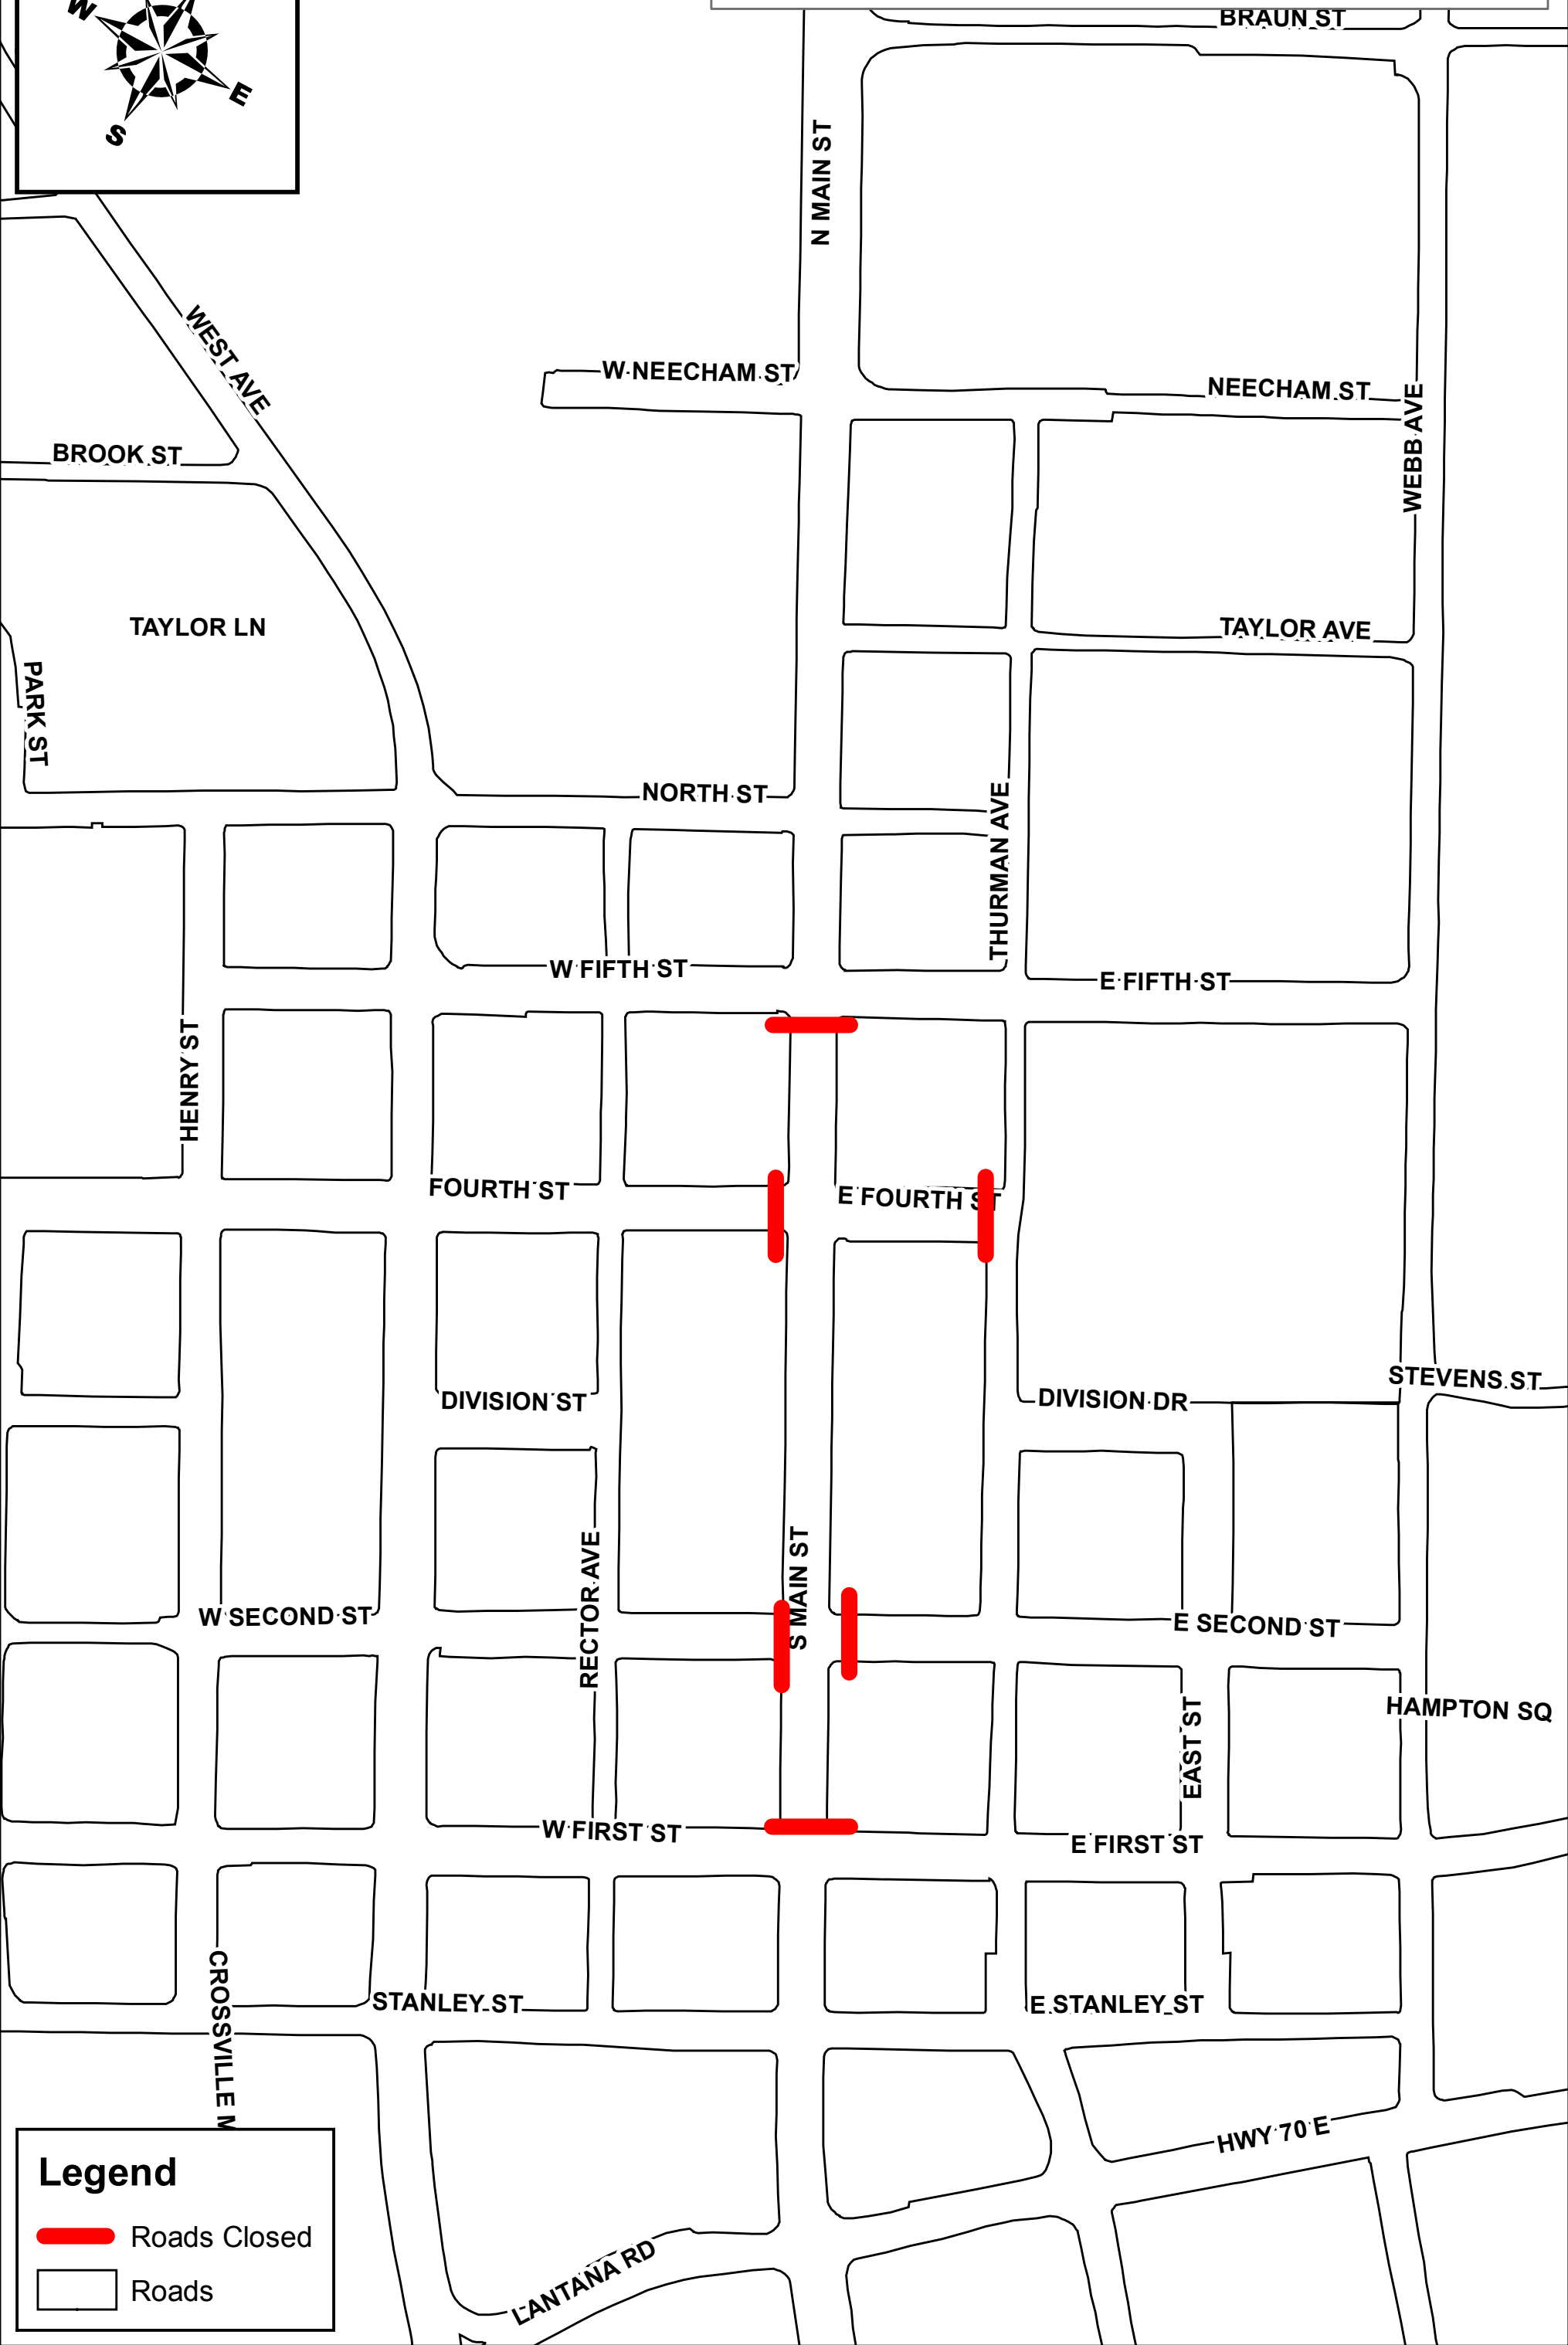 BRAUN ST
W
E
S
N MAIN ST
WEST AVE
W NEECHAM ST
NEECHAM ST
WEBB AVE
BROOK ST
TAYLOR LN
TAYLOR AVE
PARK ST
NORTH ST
THURMAN AVE
W FIFTH ST
E FIFTH ST
HENRY ST
FOURTH ST
E FOURTH ST
STEVENS ST
DIVISION ST
DIVISION DR
S MAIN ST
RECTOR AVE
W SECOND ST
E SECOND ST
HAMPTON SQ
EAST ST
W FIRST ST
E FIRST ST
CROSSVILLE M
STANLEY ST
E STANLEY ST
HWY 70 E
LANTANA RD
Legend
Roads Closed
Roads